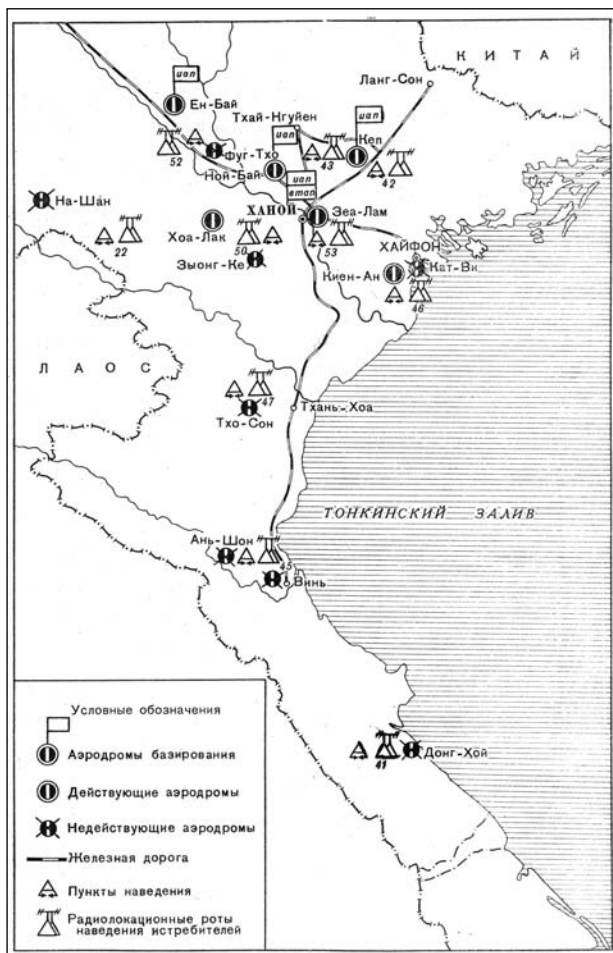 КИТАЙ
иап
Ен-Бай
Ланг-Сон
иап
Тхай-Нгуйен
иап
Кеп
52
Фуг-Тхо
43
42
Ной-Бай
иап
втап
На-Шан
ХАНОЙ
Зеа-Лам
22
Хоа-Лак
50
53
ХАЙФОН
Зыонг-Ке
Киен-Ан
Кат-Ви
46
ЛАОС
47
Тхо-Сон
Тхань-Хоа
ТОНКИНСКИЙ ЗАЛИВ
Ань-Шон
45
Винь
41
Донг-Хой
Условные обозначения
Аэродромы базирования
Действующие аэродромы
Недействующие аэродромы
Железная дорога
Пункты наведения
Радиолокационные роты
наведения истребителей